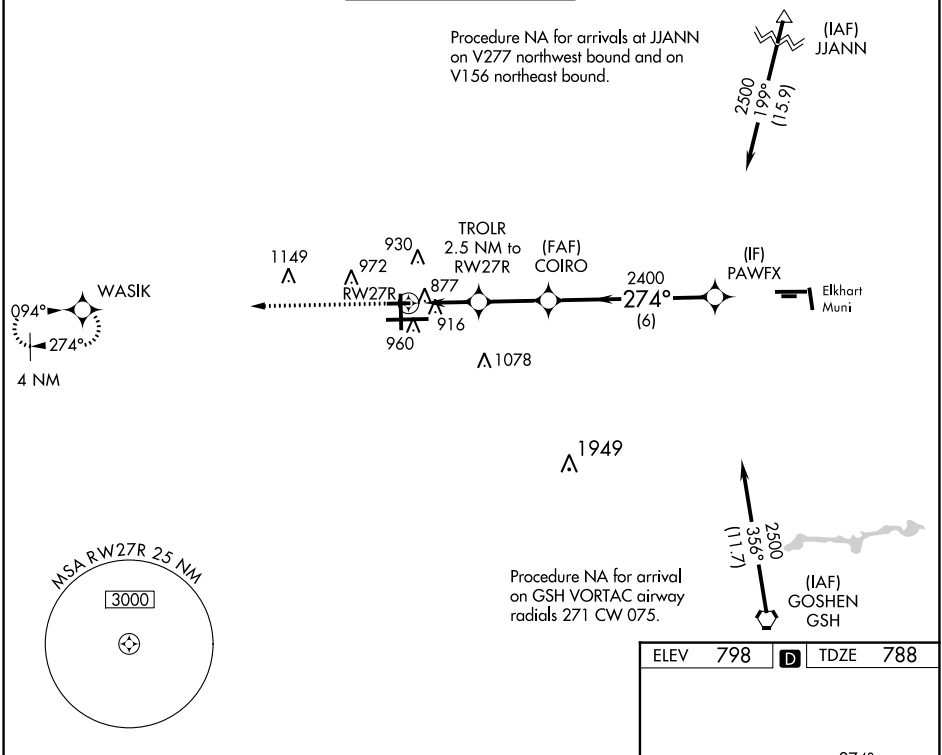 Procedure NA for arrivals at JJANN
on V277 northwest bound and on
V156 northeast bound.
(IAF)
JJANN
2500
199°
(15.9)
1149
972
930
RW27R
877
916
960
TROLR
2.5 NM to
RW27R
(FAF)
COIRO
2400
274°
(6)
(IF)
PAWFX
Elkhart
Muni
094°
WASIK
274°
4 NM
1078
1949
MSA RW27R 25 NM
3000
Procedure NA for arrival
on GSH VORTAC airway
radials 271 CW 075.
2500
356°
(11.7)
(IAF)
GOSHEN
GSH
ELEV 798 D TDZE 788